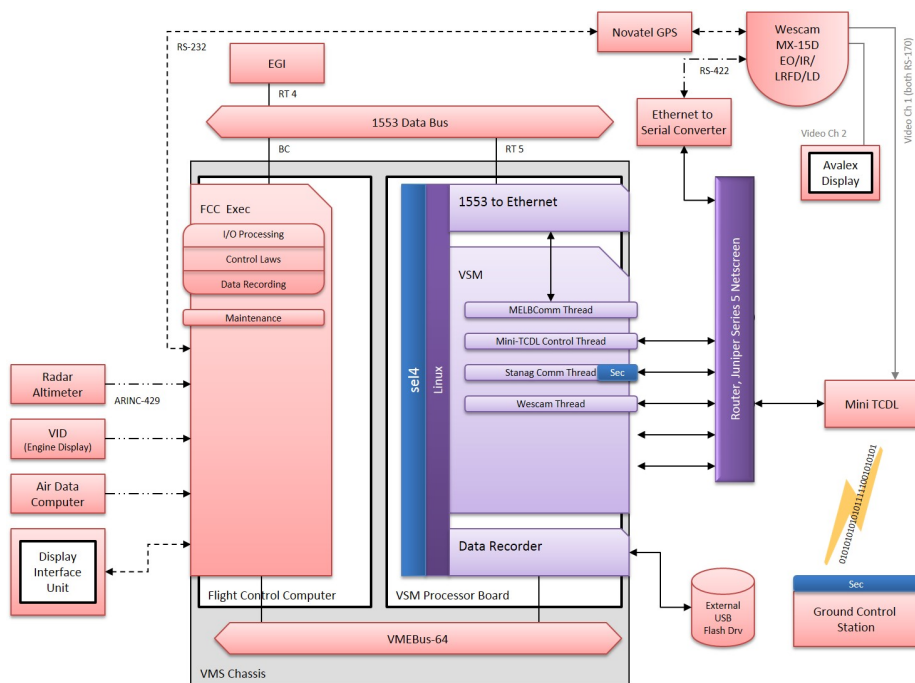 Novatel GPS
Wescam
MX-15D
EO/IR/
LRFD/LD
RS-232
EGI
RS-422
RT 4
Video Ch 1 (both RS-170)
1553 Data Bus
Ethernet to
Serial Converter
Video Ch 2
BC
RT 5
Avalex
Display
FCC Exec
I/O Processing
Control Laws
Data Recording
Maintenance
1553 to Ethernet
VSM
MELBComm Thread
Mini-TCDL Control Thread
Stanag Comm Thread
Sec
Wescam Thread
sel4
Linux
Router, Juniper Series 5 Netscreen
Radar
Altimeter
ARINC-429
VID
(Engine Display)
Air Data
Computer
Display
Interface
Unit
Mini TCDL
01010101010101111100101010101
Data Recorder
Flight Control Computer
VSM Processor Board
External
USB
Flash Drv
Sec
Ground Control
Station
VMEBus-64
VMS Chassis